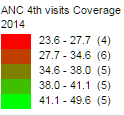 ANC 4th visits Coverage
2014
23.6 - 27.7 (4)
27.7 - 34.6 (6)
34.6 - 38.0 (5)
38.0 - 41.1 (5)
41.1 - 49.6 (5)